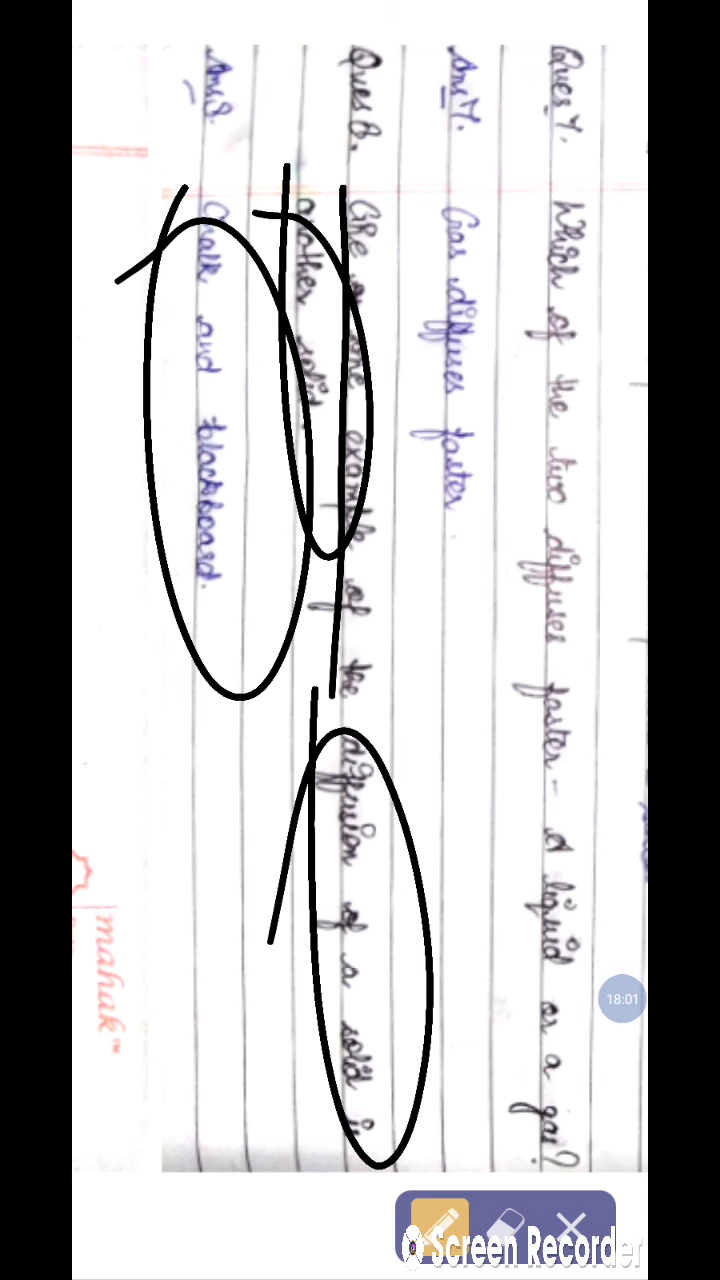 Ques 7. Which of the two diffuses faster - A liquid or a gas?
Ans 7. Gas diffuses faster.
Ques 8. Give one example of the diffusion of a solid in
another solid.
Ans 8. Chalk and blackboard.
mahak™
18:01
Screen Recorder